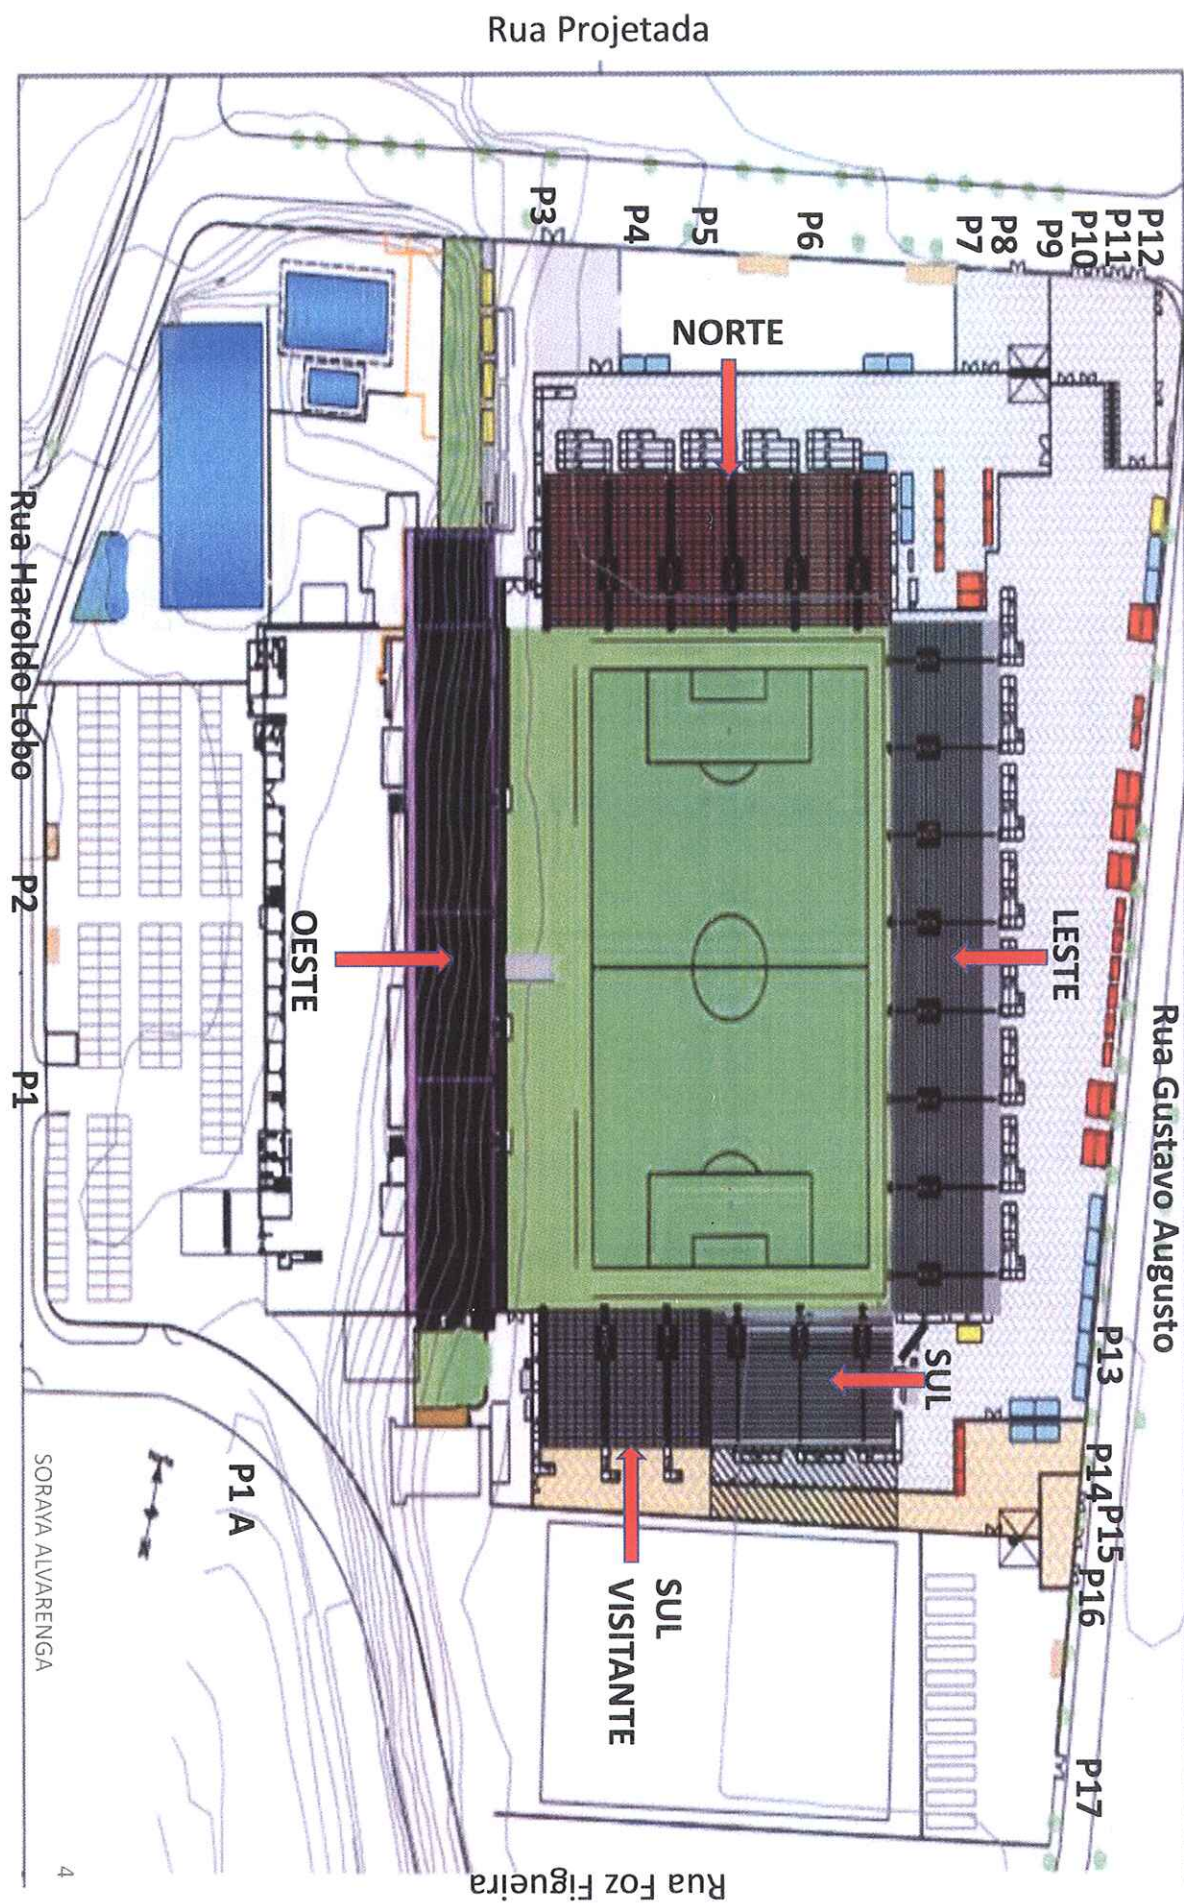 Rua Projetada
P3
P4
P5
P6
P7
P8
P9
P10
P11
P12
NORTE
Rua Haroldo Lobo
P2
P1
OESTE
LESTE
Rua Gustavo Augusto
SUL
P13
P14
P15
P16
P17
SUL
VISITANTE
P1 A
SORAYA ALVARENGA
4
Rua Foz Figueira